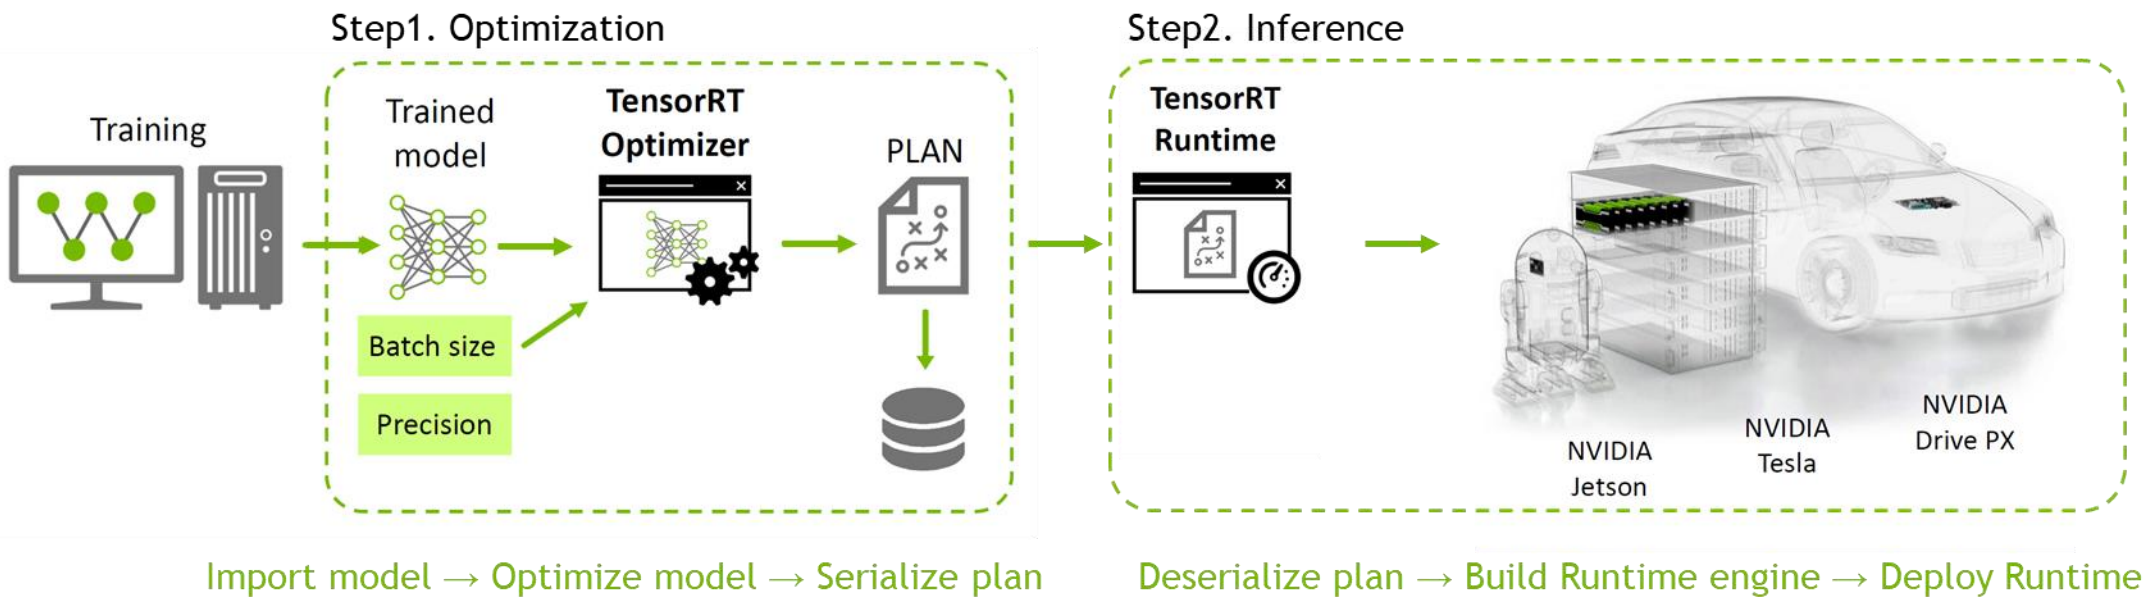 Step1. Optimization
Step2. Inference
Training
Trained
model
TensorRT
Optimizer
PLAN
Batch size
Precision
TensorRT
Runtime
NVIDIA
Jetson
NVIDIA
Tesla
NVIDIA
Drive PX
Import model → Optimize model → Serialize plan
Deserialize plan → Build Runtime engine → Deploy Runtime